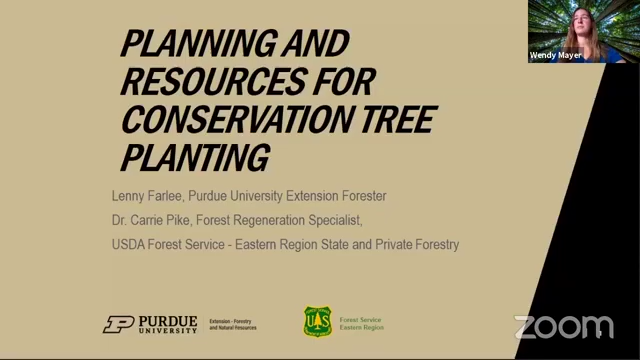 PLANNING AND
RESOURCES FOR
CONSERVATION TREE
PLANTING
Lenny Farlee, Purdue University Extension Forester
Dr. Carrie Pike, Forest Regeneration Specialist,
USDA Forest Service - Eastern Region State and Private Forestry
PURDUE
UNIVERSITY
Extension - Forestry
and Natural Resources
UAS
Forest Service
Eastern Region
Wendy Mayer
zoom